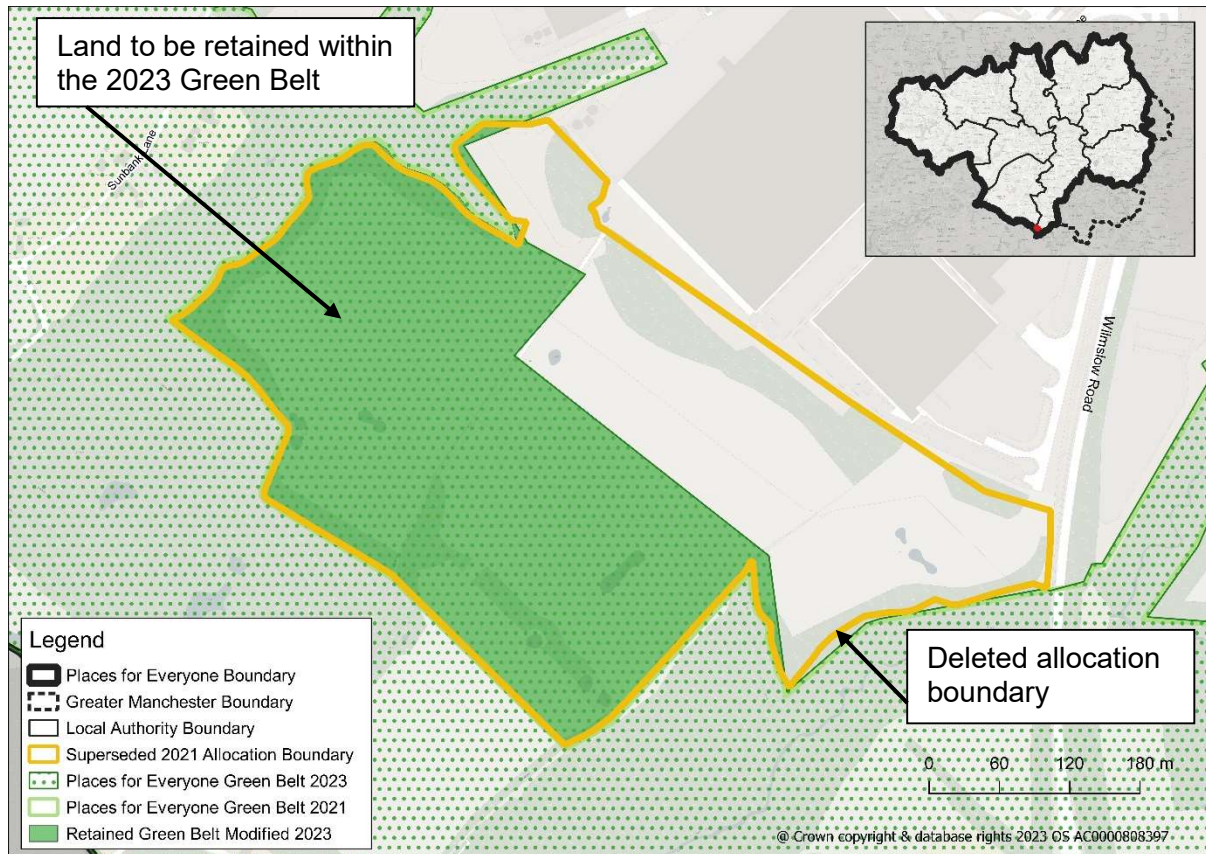 Land to be retained within
the 2023 Green Belt
Sunbank Lane
Wilmslow Road
Deleted allocation
boundary
Legend
Places for Everyone Boundary
Greater Manchester Boundary
Local Authority Boundary
Superseded 2021 Allocation Boundary
Places for Everyone Green Belt 2023
Places for Everyone Green Belt 2021
Retained Green Belt Modified 2023
0 60 120 180 m
@ Crown copyright & database rights 2023 OS AC0000808397